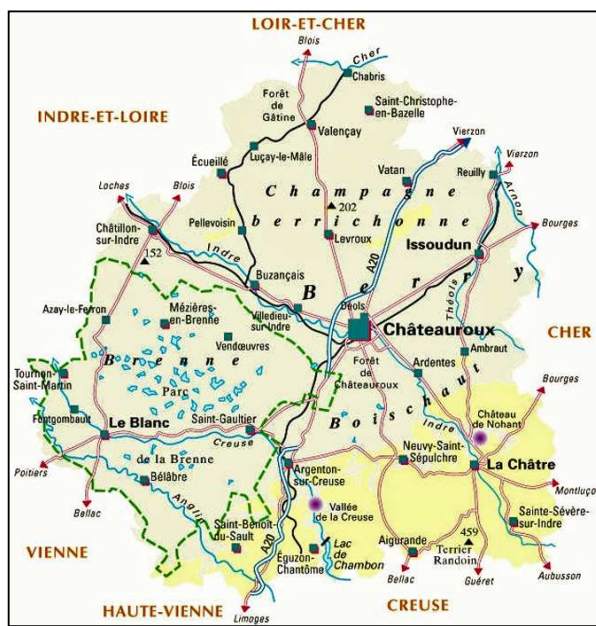 LOIR-ET-CHER
Blois
Cher
Chabris
INDRE-ET-LOIRE
Forêt
de
Gâtine
Saint-Christophe-
en-Bazelle
Valençay
Vierzon
Luçay-le-Mâle
Écueillé
Vatan
Reuilly
Vierzon
Arnon
Champagne
berrichonne
Loches
Blois
202
Pellevoisin
Levroux
Bourges
Châtillon-
sur-Indre
Indre
A20
Issoudun
152
Buzançais
Berry
Azay-le-Ferron
Mézières-
en-Brenne
Villedieu-
sur-Indre
Déols
Théols
Châteauroux
Vendœuvres
CHER
Brenne
Forêt
de
Châteauroux
Ambraut
Tournon-
Saint-Martin
Parc
Ardentes
Bourges
Boischaut
Fontgombault
Saint-Gaultier
Indre
Château
de Nohant
Le Blanc
Creuse
Neuvy-Saint-
Sépulchre
La Châtre
de la Brenne
Argenton-
sur-Creuse
Poitiers
Bélâbre
Montluço
Bellac
Anglin
Vallée
de la Creuse
Sainte-Sévère-
sur-Indre
Saint-Benoît-
du-Sault
A20
Lac
de
Chambon
Aigurande
459
Terrier
Randoin
VIENNE
Éguzon-
Chantôme
Bellac
Guéret
Aubusson
HAUTE-VIENNE
Limoges
CREUSE